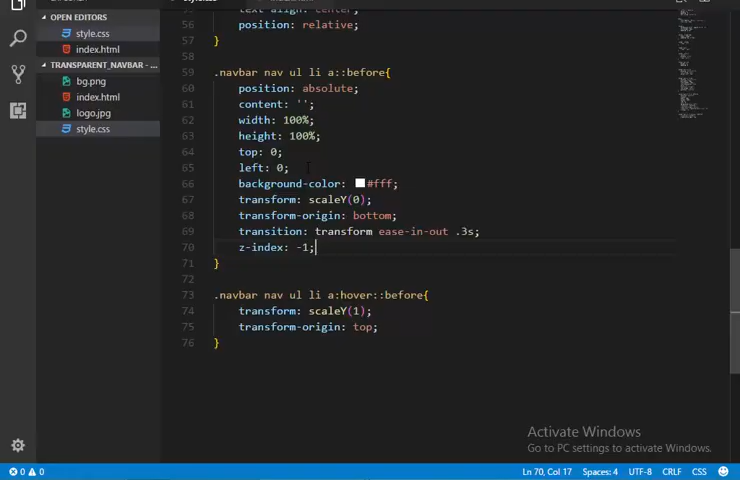 OPEN EDITORS
style.css
index.html
TRANSPARENT_NAVBAR - ...
bg.png
index.html
logo.jpg
style.css
56 position: relative;
57 }
58
59 .navbar nav ul li a::before{
60 position: absolute;
61 content: '';
62 width: 100%;
63 height: 100%;
64 top: 0;
65 left: 0;
66 background-color: #fff;
67 transform: scaleY(0);
68 transform-origin: bottom;
69 transition: transform ease-in-out .3s;
70 z-index: -1;
71 }
72
73 .navbar nav ul li a:hover::before{
74 transform: scaleY(1);
75 transform-origin: top;
76 }
Activate Windows
Go to PC settings to activate Windows.
0 0 Ln 70, Col 17 Spaces: 4 UTF-8 CRLF CSS